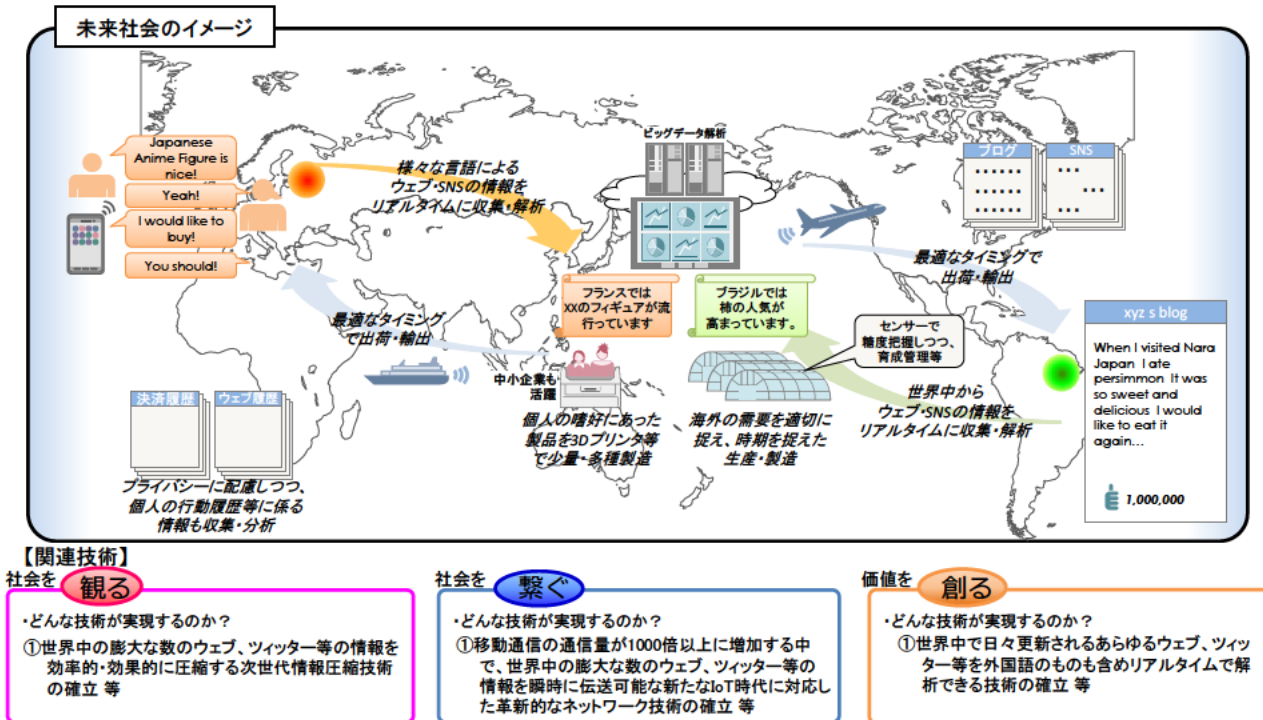 未来社会のイメージ
Japanese
Anime Figure is
nice!
Yeah!
I would like to
buy!
You should!
様々な言語による
ウェブ・SNSの情報を
リアルタイムに収集・解析
ビッグデータ解析
ブログ
SNS
最適なタイミングで
出荷・輸出
フランスでは
XXのフィギュアが流
行っています
ブラジルでは
柿の人気が
高まっています。
最適なタイミング
で出荷・輸出
センサーで
糖度把握しつつ、
育成管理等
xyz s blog
When I visited Nara
Japan I ate
persimmon It was
so sweet and
delicious I would
like to eat it
again…
1,000,000
中小企業も
活躍
個人の嗜好にあった
製品を3Dプリンタ等
で少量・多種製造
海外の需要を適切に
捉え、時期を捉えた
生産・製造
世界中から
ウェブ・SNSの情報を
リアルタイムに収集・解析
決済履歴
ウェブ履歴
プライバシーに配慮しつつ、
個人の行動履歴等に係る
情報も収集・分析
【関連技術】
社会を 観る
・どんな技術が実現するのか？
①世界中の膨大な数のウェブ、ツィッター等の情報を
効率的・効果的に圧縮する次世代情報圧縮技術
の確立 等
社会を 繋ぐ
・どんな技術が実現するのか？
①移動通信の通信量が1000倍以上に増加する中
で、世界中の膨大な数のウェブ、ツィッター等の
情報を瞬時に伝送可能な新たなIoT時代に対応し
た革新的なネットワーク技術の確立 等
価値を 創る
・どんな技術が実現するのか？
①世界中で日々更新されるあらゆるウェブ、ツィッ
ター等を外国語のものも含めリアルタイムで解
析できる技術の確立 等